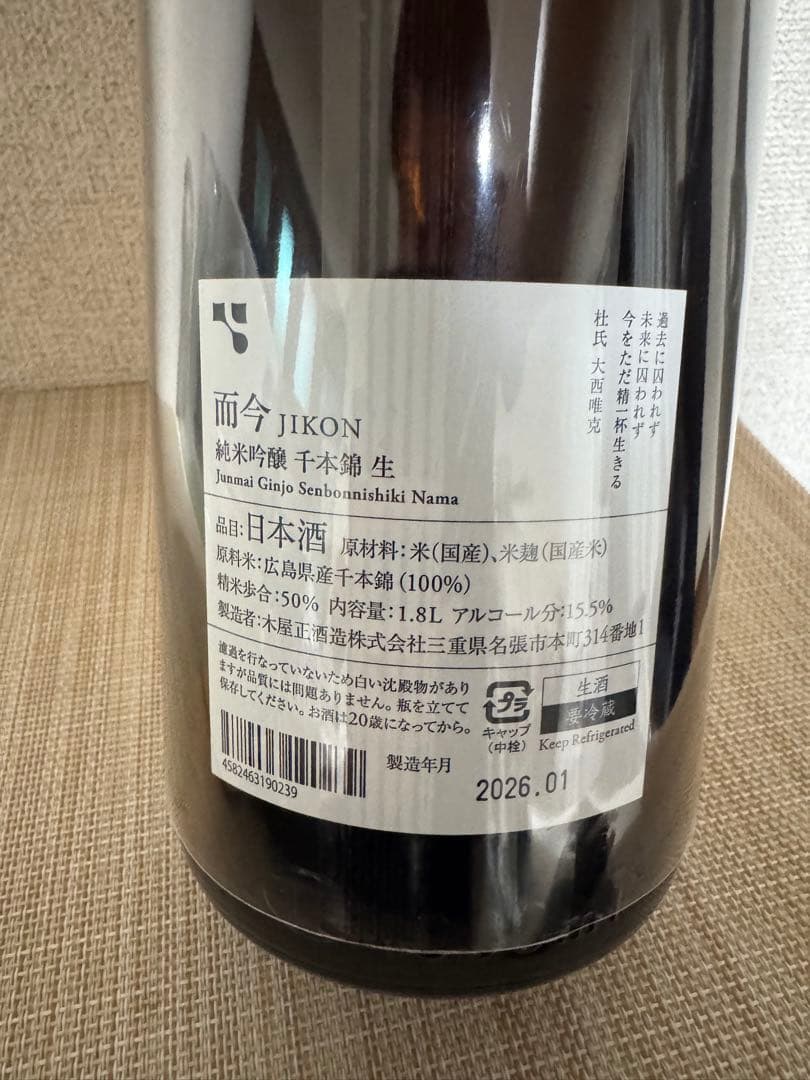 過去に囚われず
未来に囚われず
今をただ精一杯生きる
杜氏 大西唯克
而今 JIKON
純米吟醸 千本錦 生
Junmai Ginjo Senbonnishiki Nama
品目:日本酒 原材料:米(国産)、米麹(国産米)
原料米:広島県産千本錦(100%)
精米歩合:50% 内容量:1.8L アルコール分:15.5%
製造者:木屋正酒造株式会社三重県名張市本町314番地1
濾過を行なっていないため白い沈殿物があり
ますが品質には問題ありません。瓶を立てて
保存してください。お酒は20歳になってから。
プラ
キャップ
(中栓)
生酒
要冷蔵
Keep Refrigerated
4582463190239
製造年月
2026.01